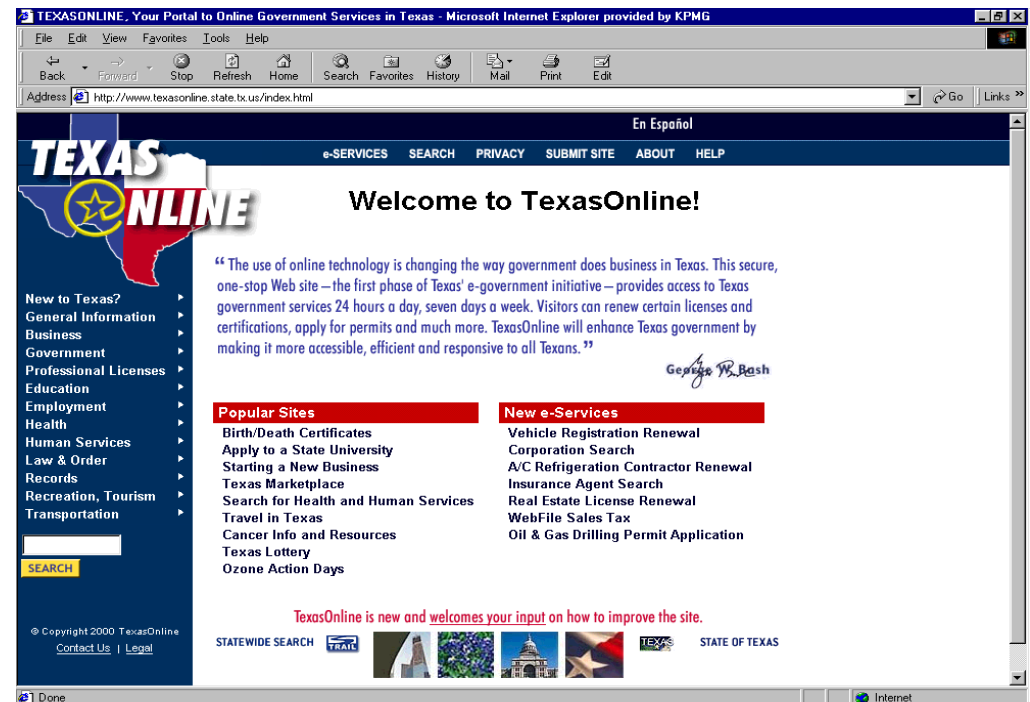 TEXASONLINE, Your Portal to Online Government Services in Texas - Microsoft Internet Explorer provided by KPMG
File Edit View Favorites Tools Help
Back Forward Stop Refresh Home Search Favorites History Mail Print Edit
Address http://www.texasonline.state.tx.us/index.html Go Links »
En Español
e-SERVICES SEARCH PRIVACY SUBMIT SITE ABOUT HELP
TEXAS
ONLINE
Welcome to TexasOnline!
“ The use of online technology is changing the way government does business in Texas. This secure,
one-stop Web site – the first phase of Texas' e-government initiative – provides access to Texas
government services 24 hours a day, seven days a week. Visitors can renew certain licenses and
certifications, apply for permits and much more. TexasOnline will enhance Texas government by
making it more accessible, efficient and responsive to all Texans. ”
George W. Bush
New to Texas?
General Information
Business
Government
Professional Licenses
Education
Employment
Health
Human Services
Law & Order
Records
Recreation, Tourism
Transportation
SEARCH
© Copyright 2000 TexasOnline
Contact Us | Legal
Popular Sites
Birth/Death Certificates
Apply to a State University
Starting a New Business
Texas Marketplace
Search for Health and Human Services
Travel in Texas
Cancer Info and Resources
Texas Lottery
Ozone Action Days
New e-Services
Vehicle Registration Renewal
Corporation Search
A/C Refrigeration Contractor Renewal
Insurance Agent Search
Real Estate License Renewal
WebFile Sales Tax
Oil & Gas Drilling Permit Application
TexasOnline is new and welcomes your input on how to improve the site.
STATEWIDE SEARCH TRAIL TEXAS STATE OF TEXAS
Done Internet